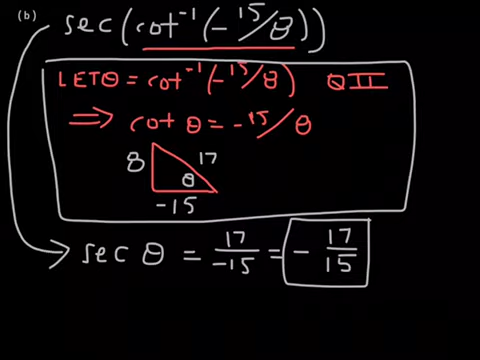 (b) sec(cot⁻¹(-15/8))
LET θ = cot⁻¹(-15/8) QII
⇒ cot θ = -15/8
8 17
θ
-15
sec θ = 17/-15 = - 17/15